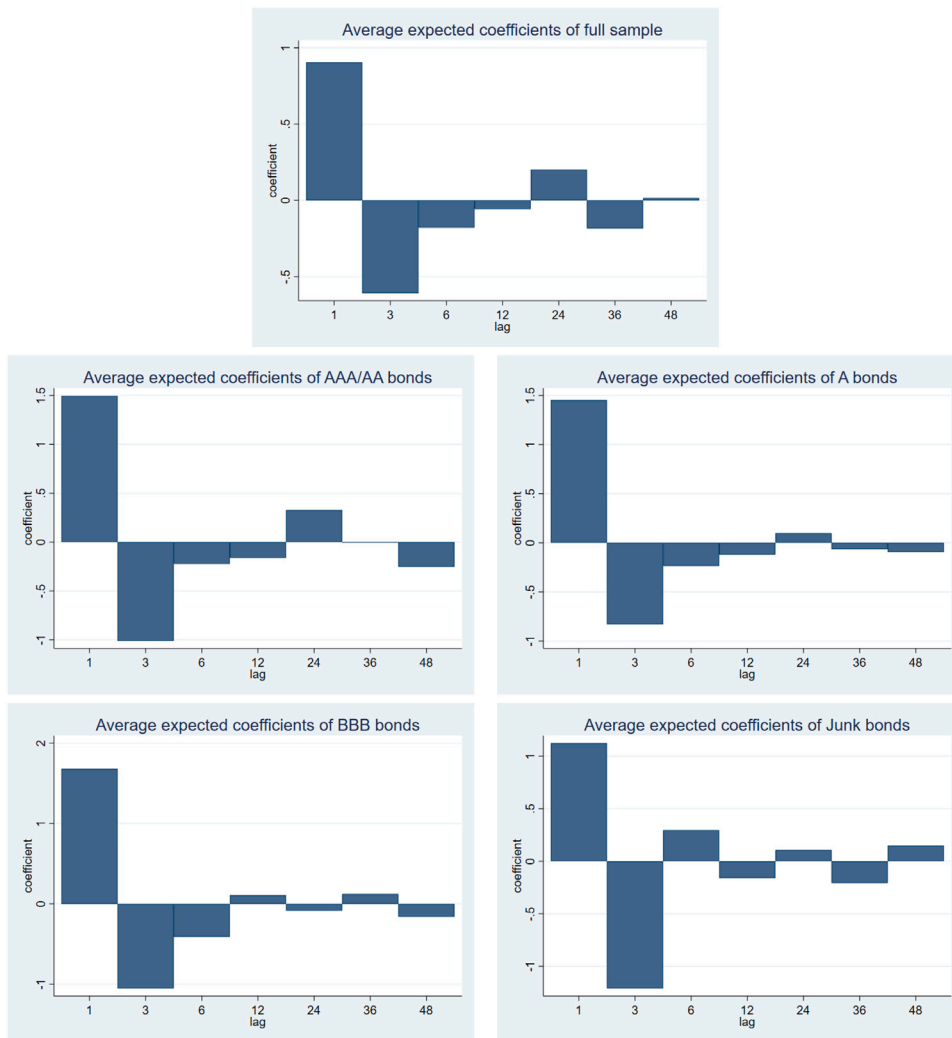 Average expected coefficients of full sample
coefficient
1
.5
0
-.5
1 3 6 12 24 36 48
lag
Average expected coefficients of AAA/AA bonds
coefficient
1.5
1
.5
0
-.5
-1
1 3 6 12 24 36 48
lag
Average expected coefficients of A bonds
coefficient
1.5
1
.5
0
-.5
-1
1 3 6 12 24 36 48
lag
Average expected coefficients of BBB bonds
coefficient
2
1
0
-1
1 3 6 12 24 36 48
lag
Average expected coefficients of Junk bonds
coefficient
1
.5
0
-.5
-1
1 3 6 12 24 36 48
lag